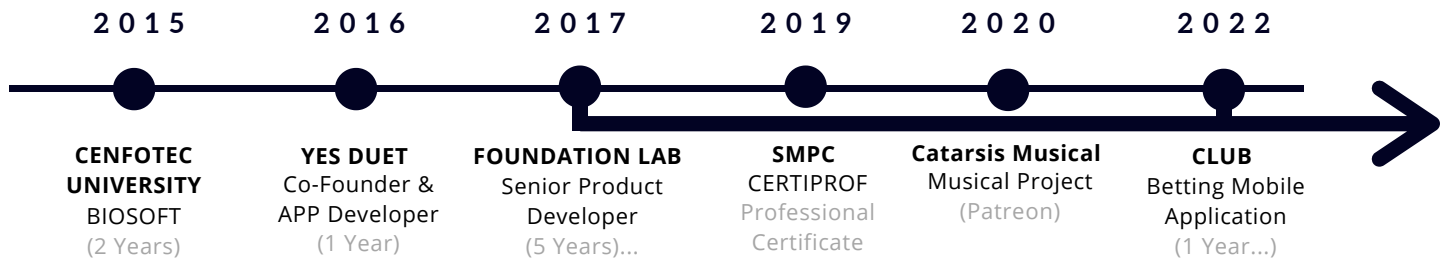 2015
CENFOTEC
UNIVERSITY
BIOSOFT
(2 Years)
2016
YES DUET
Co-Founder &
APP Developer
(1 Year)
2017
FOUNDATION LAB
Senior Product
Developer
(5 Years)...
2019
SMPC
CERTIPROF
Professional
Certificate
2020
Catarsis Musical
Musical Project
(Patreon)
2022
CLUB
Betting Mobile
Application
(1 Year...)